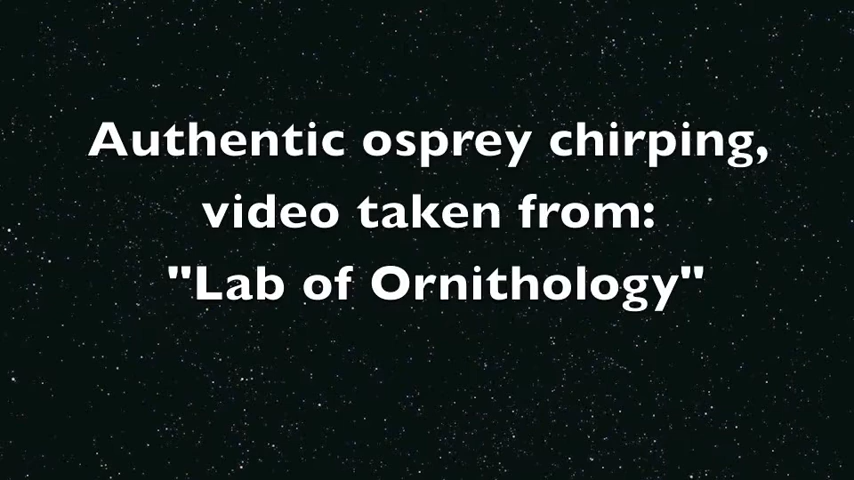 Authentic osprey chirping,
video taken from:
"Lab of Ornithology"